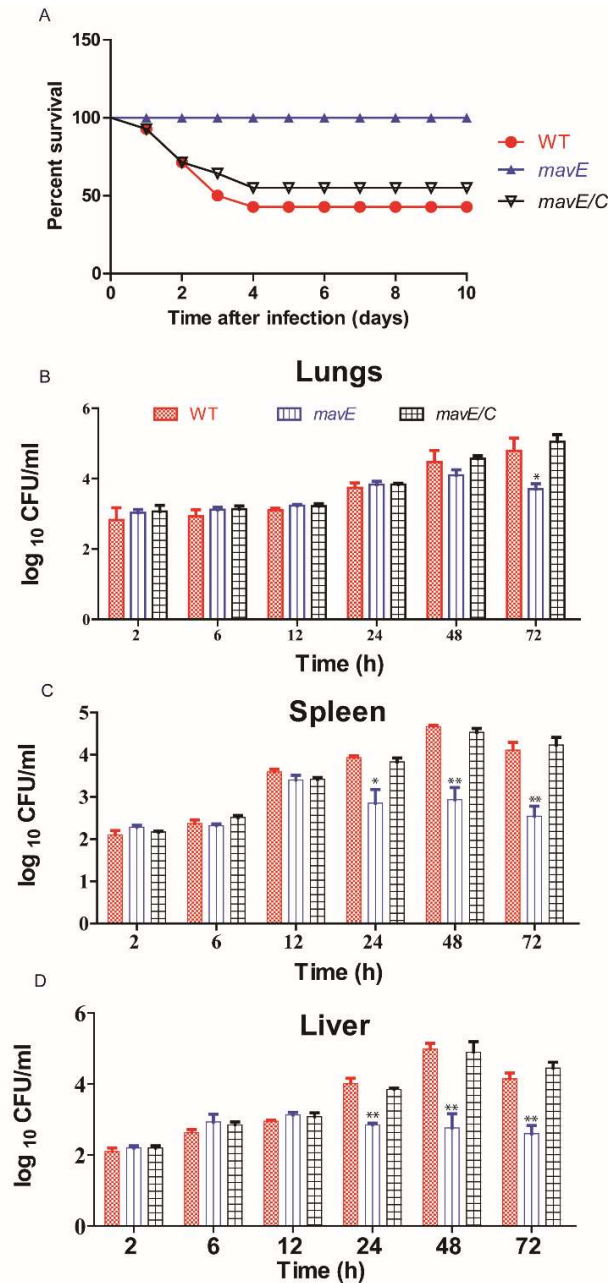 A
150
100
50
0
Percent survival
0 2 4 6 8 10
Time after infection (days)
WT
mavE
mavE/C
B
Lungs
WT mavE mavE/C
6
4
2
0
log 10 CFU/ml
*
2 6 12 24 48 72
Time (h)
C
Spleen
5
4
3
2
1
0
log 10 CFU/ml
* ** **
2 6 12 24 48 72
Time (h)
D
Liver
6
4
2
0
log 10 CFU/ml
** ** **
2 6 12 24 48 72
Time (h)